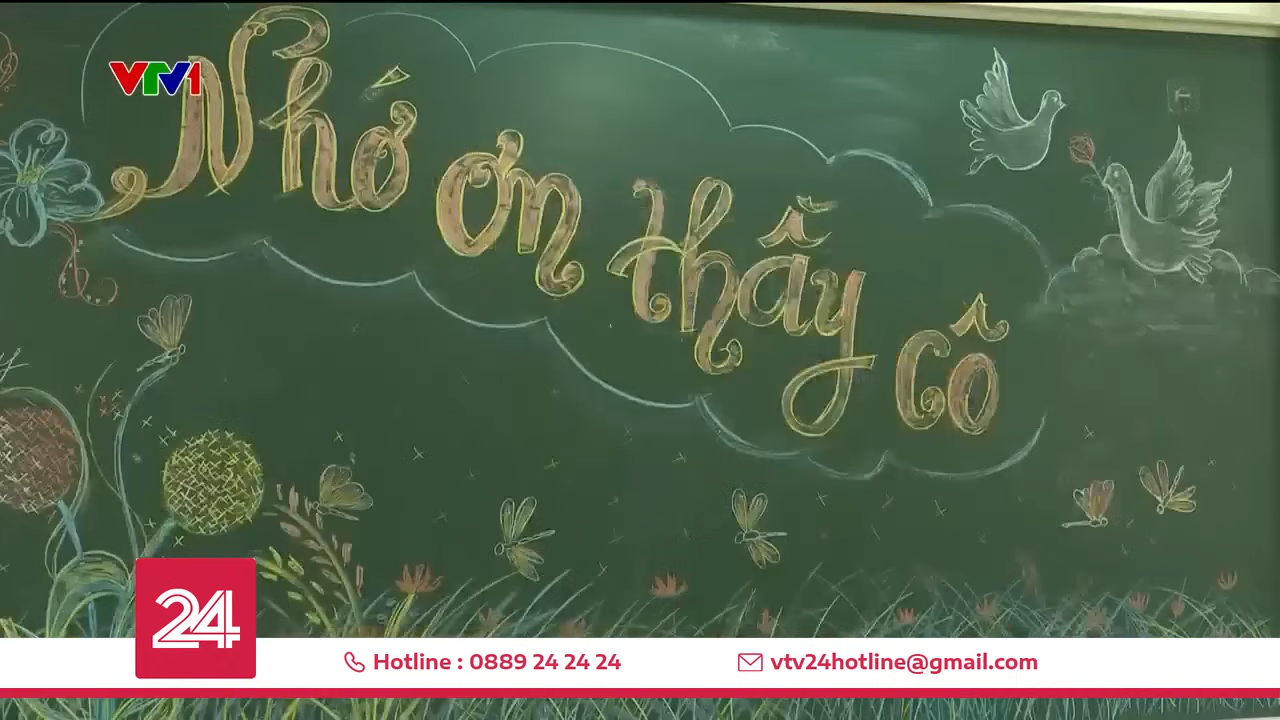 VTV1
Nhớ ơn thầy cô
24
Hotline : 0889 24 24 24
vtv24hotline@gmail.com